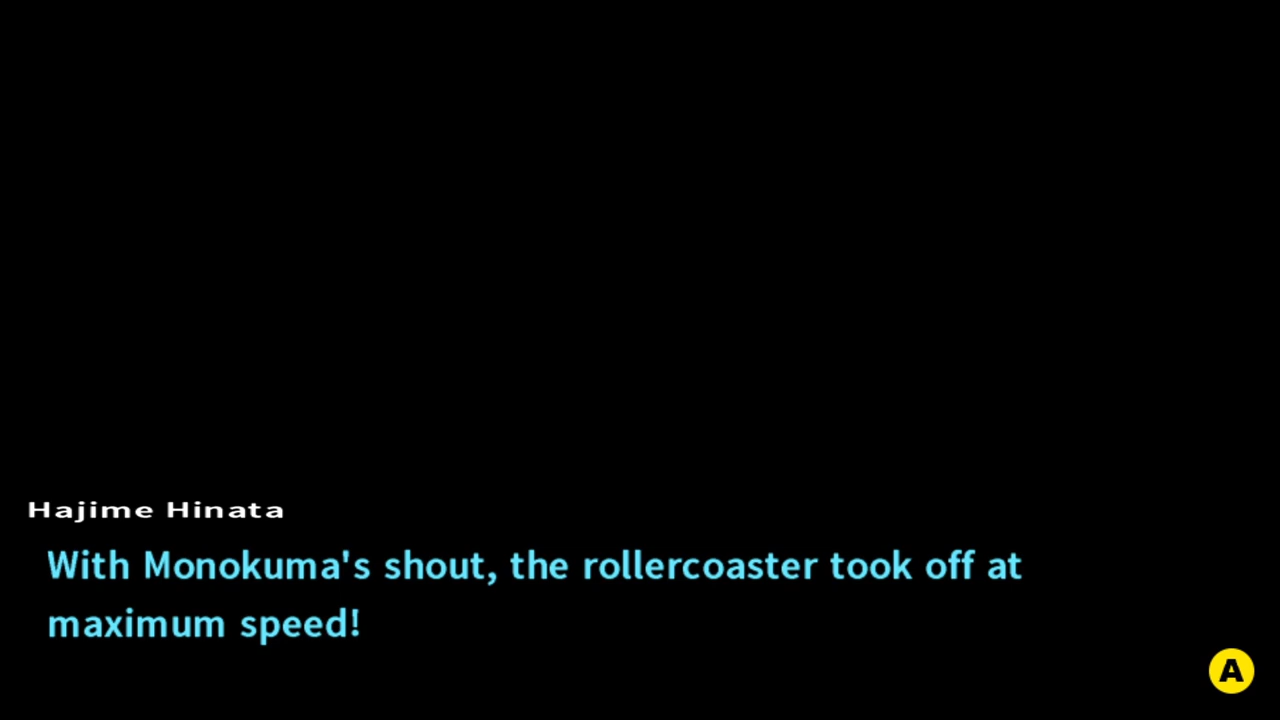 Hajime Hinata
With Monokuma's shout, the rollercoaster took off at
maximum speed!
A